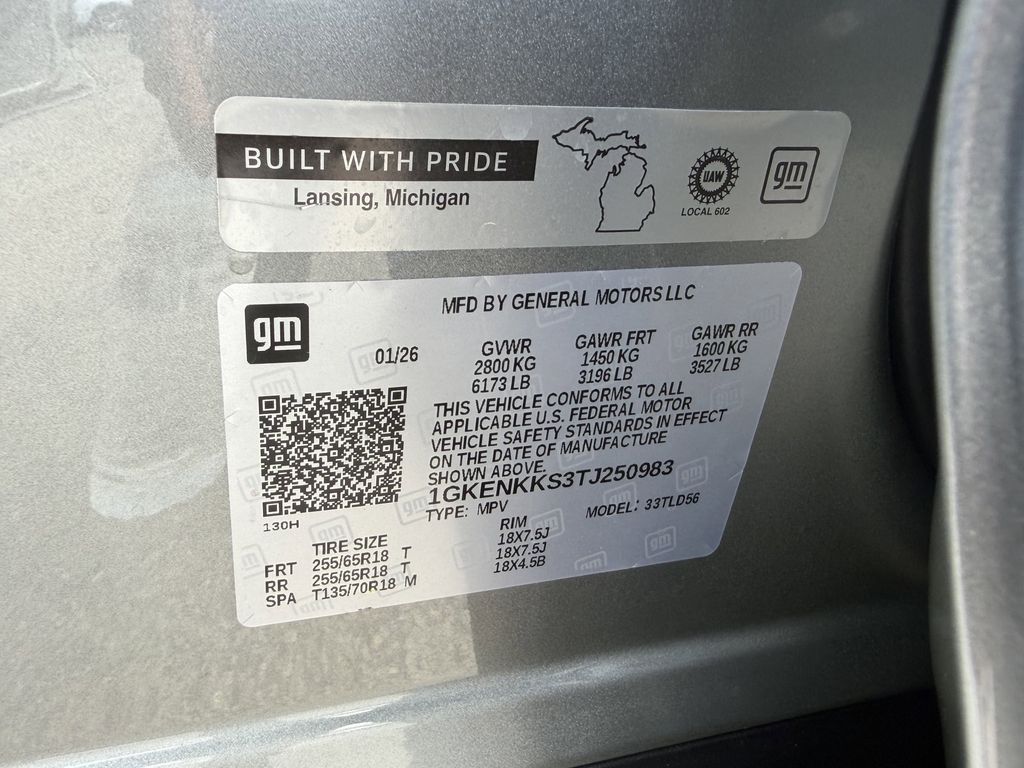 BUILT WITH PRIDE
Lansing, Michigan
UAW
LOCAL 602
gm
gm
MFD BY GENERAL MOTORS LLC
01/26
GVWR GAWR FRT GAWR RR
2800 KG 1450 KG 1600 KG
6173 LB 3196 LB 3527 LB
THIS VEHICLE CONFORMS TO ALL
APPLICABLE U.S. FEDERAL MOTOR
VEHICLE SAFETY STANDARDS IN EFFECT
ON THE DATE OF MANUFACTURE
SHOWN ABOVE.
1GKENKKS3TJ250983
TYPE: MPV MODEL: 33TLD56
130H
TIRE SIZE RIM
FRT 255/65R18 T 18X7.5J
RR 255/65R18 T 18X7.5J
SPA T135/70R18 M 18X4.5B